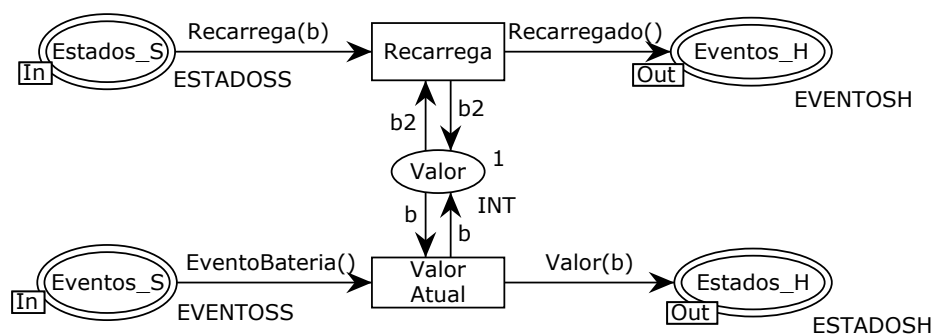 Estados_S
In
ESTADOSS
Recarrega(b)
Recarrega
Recarregado()
Eventos_H
Out
EVENTOSH
b2
b2
Valor
1
INT
b
b
Eventos_S
In
EVENTOSS
EventoBateria()
Valor
Atual
Valor(b)
Estados_H
Out
ESTADOSH